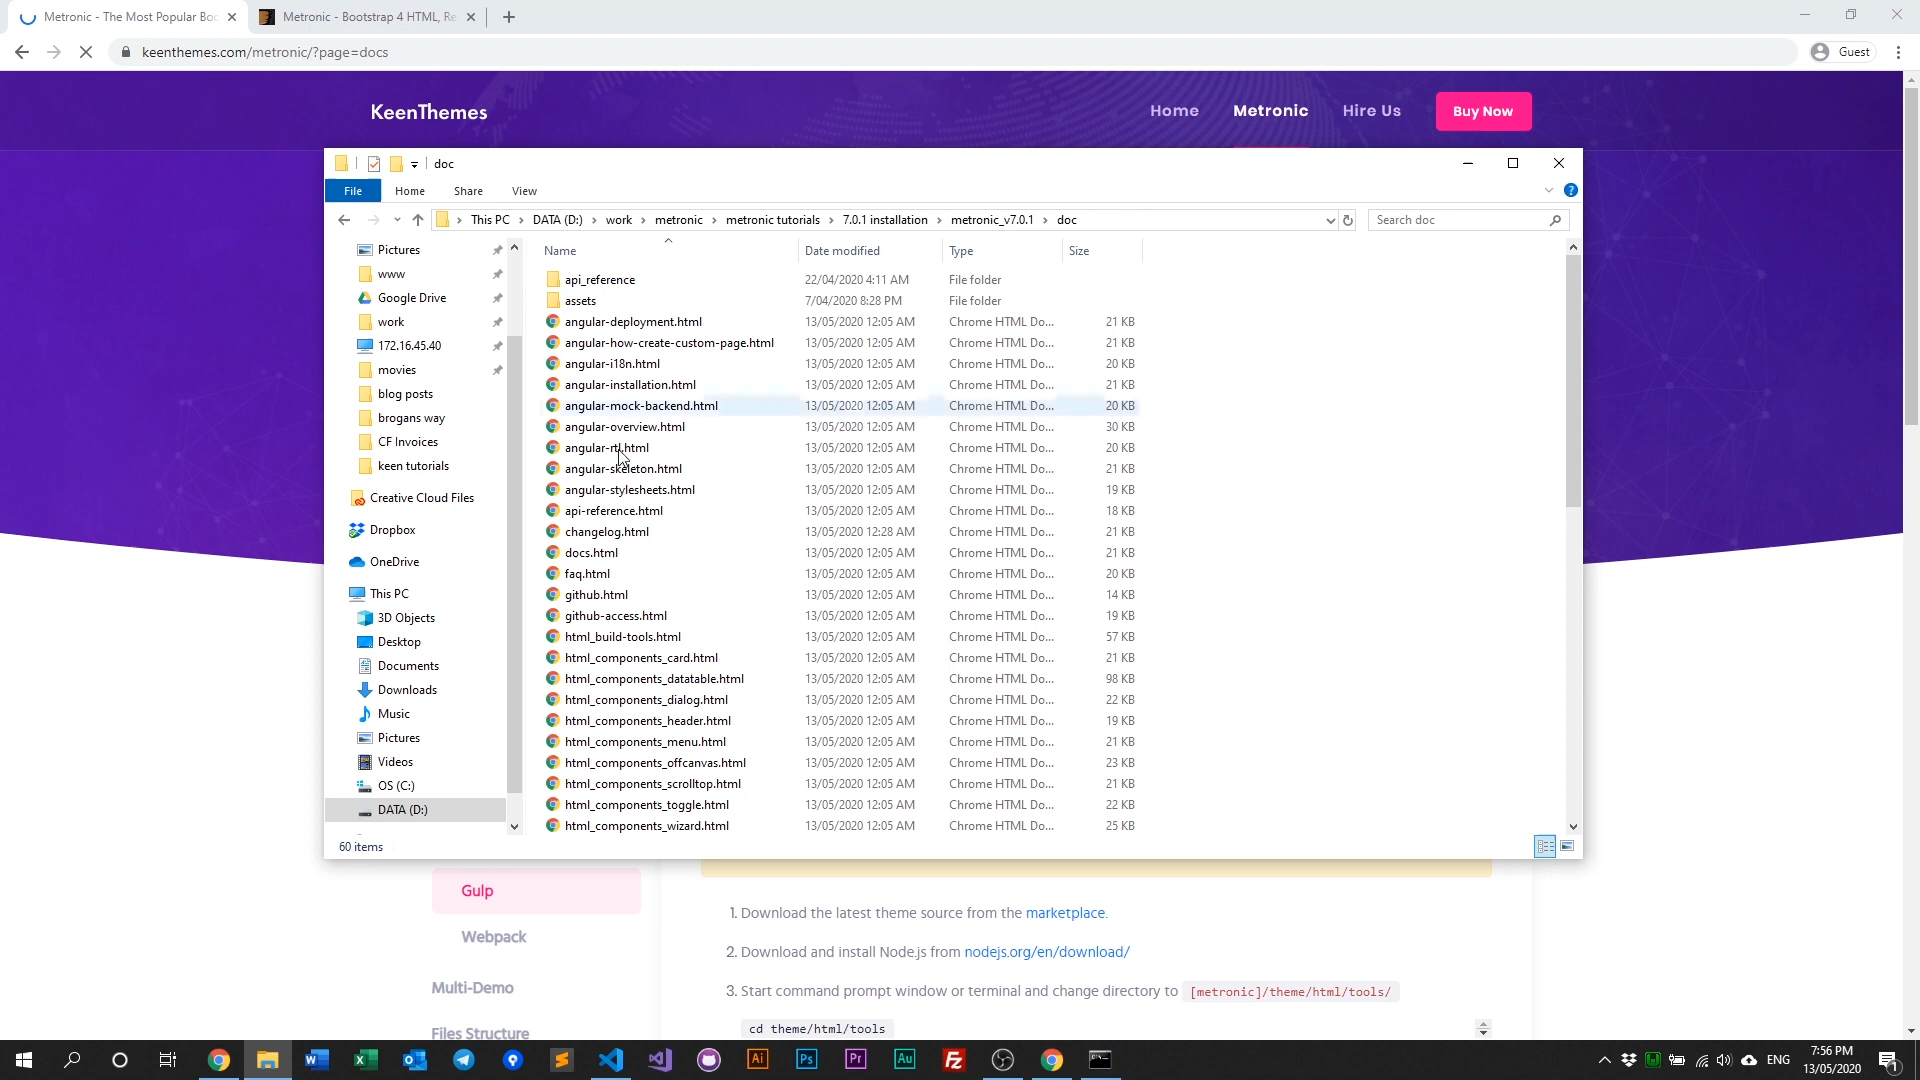 Metronic - The Most Popular Boo
Metronic - Bootstrap 4 HTML, Re
keenthemes.com/metronic/?page=docs
Guest
KeenThemes
Home
Metronic
Hire Us
Buy Now
doc
File
Home
Share
View
This PC > DATA (D:) > work > metronic > metronic tutorials > 7.0.1 installation > metronic_v7.0.1 > doc
Search doc
Pictures
www
Google Drive
work
172.16.45.40
movies
blog posts
brogans way
CF Invoices
keen tutorials
Creative Cloud Files
Dropbox
OneDrive
This PC
3D Objects
Desktop
Documents
Downloads
Music
Pictures
Videos
OS (C:)
DATA (D:)
Name Date modified Type Size
api_reference 22/04/2020 4:11 AM File folder
assets 7/04/2020 8:28 PM File folder
angular-deployment.html 13/05/2020 12:05 AM Chrome HTML Do... 21 KB
angular-how-create-custom-page.html 13/05/2020 12:05 AM Chrome HTML Do... 21 KB
angular-i18n.html 13/05/2020 12:05 AM Chrome HTML Do... 20 KB
angular-installation.html 13/05/2020 12:05 AM Chrome HTML Do... 21 KB
angular-mock-backend.html 13/05/2020 12:05 AM Chrome HTML Do... 20 KB
angular-overview.html 13/05/2020 12:05 AM Chrome HTML Do... 30 KB
angular-rtl.html 13/05/2020 12:05 AM Chrome HTML Do... 20 KB
angular-skeleton.html 13/05/2020 12:05 AM Chrome HTML Do... 21 KB
angular-stylesheets.html 13/05/2020 12:05 AM Chrome HTML Do... 19 KB
api-reference.html 13/05/2020 12:05 AM Chrome HTML Do... 18 KB
changelog.html 13/05/2020 12:28 AM Chrome HTML Do... 21 KB
docs.html 13/05/2020 12:05 AM Chrome HTML Do... 21 KB
faq.html 13/05/2020 12:05 AM Chrome HTML Do... 20 KB
github.html 13/05/2020 12:05 AM Chrome HTML Do... 14 KB
github-access.html 13/05/2020 12:05 AM Chrome HTML Do... 19 KB
html_build-tools.html 13/05/2020 12:05 AM Chrome HTML Do... 57 KB
html_components_card.html 13/05/2020 12:05 AM Chrome HTML Do... 21 KB
html_components_datatable.html 13/05/2020 12:05 AM Chrome HTML Do... 98 KB
html_components_dialog.html 13/05/2020 12:05 AM Chrome HTML Do... 22 KB
html_components_header.html 13/05/2020 12:05 AM Chrome HTML Do... 19 KB
html_components_menu.html 13/05/2020 12:05 AM Chrome HTML Do... 21 KB
html_components_offcanvas.html 13/05/2020 12:05 AM Chrome HTML Do... 23 KB
html_components_scrolltop.html 13/05/2020 12:05 AM Chrome HTML Do... 21 KB
html_components_toggle.html 13/05/2020 12:05 AM Chrome HTML Do... 22 KB
html_components_wizard.html 13/05/2020 12:05 AM Chrome HTML Do... 25 KB
60 items
Gulp
Webpack
Multi-Demo
Files Structure
1. Download the latest theme source from the marketplace.
2. Download and install Node.js from nodejs.org/en/download/
3. Start command prompt window or terminal and change directory to [metronic]/theme/html/tools/
cd theme/html/tools
ENG
7:56 PM
13/05/2020